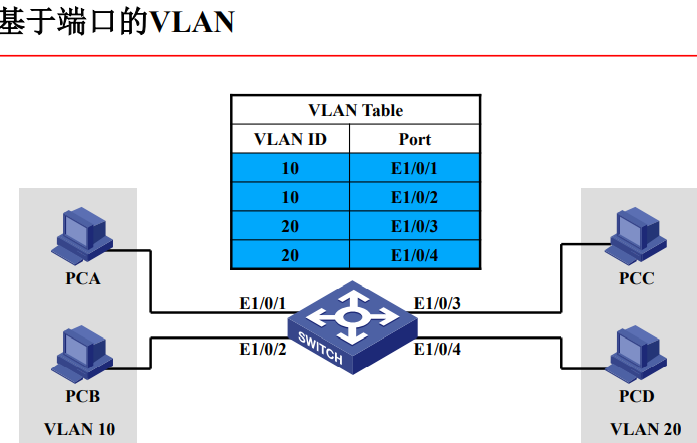 基于端口的VLAN
VLAN Table
VLAN ID Port
10 E1/0/1
10 E1/0/2
20 E1/0/3
20 E1/0/4
PCA
PCC
E1/0/1
E1/0/3
SWITCH
E1/0/2
E1/0/4
PCB
PCD
VLAN 10
VLAN 20